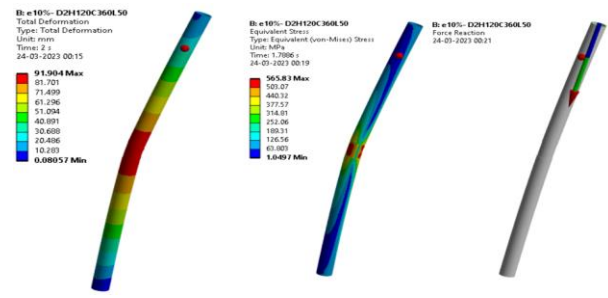 B: e10%- D2H120C360L50
Total Deformation
Type: Total Deformation
Unit: mm
Time: 2 s
24-03-2023 00:15
91.904 Max
81.701
71.499
61.296
51.094
40.891
30.688
20.486
10.283
0.08057 Min
B: e10%- D2H120C360L50
Equivalent Stress
Type: Equivalent (von-Mises) Stress
Unit: MPa
Time: 1.7886 s
24-03-2023 00:19
565.83 Max
503.07
440.32
377.57
314.81
252.06
189.31
126.56
63.803
1.0497 Min
B: e10%- D2H120C360L50
Force Reaction
24-03-2023 00:21